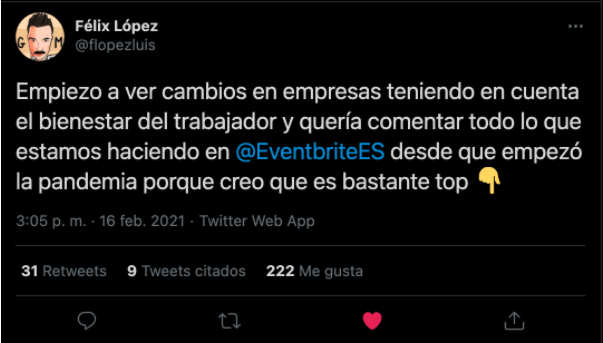 Félix López
@flopezluis
Empiezo a ver cambios en empresas teniendo en cuenta
el bienestar del trabajador y quería comentar todo lo que
estamos haciendo en @EventbriteES desde que empezó
la pandemia porque creo que es bastante top 👇
3:05 p. m. · 16 feb. 2021 · Twitter Web App
31 Retweets 9 Tweets citados 222 Me gusta